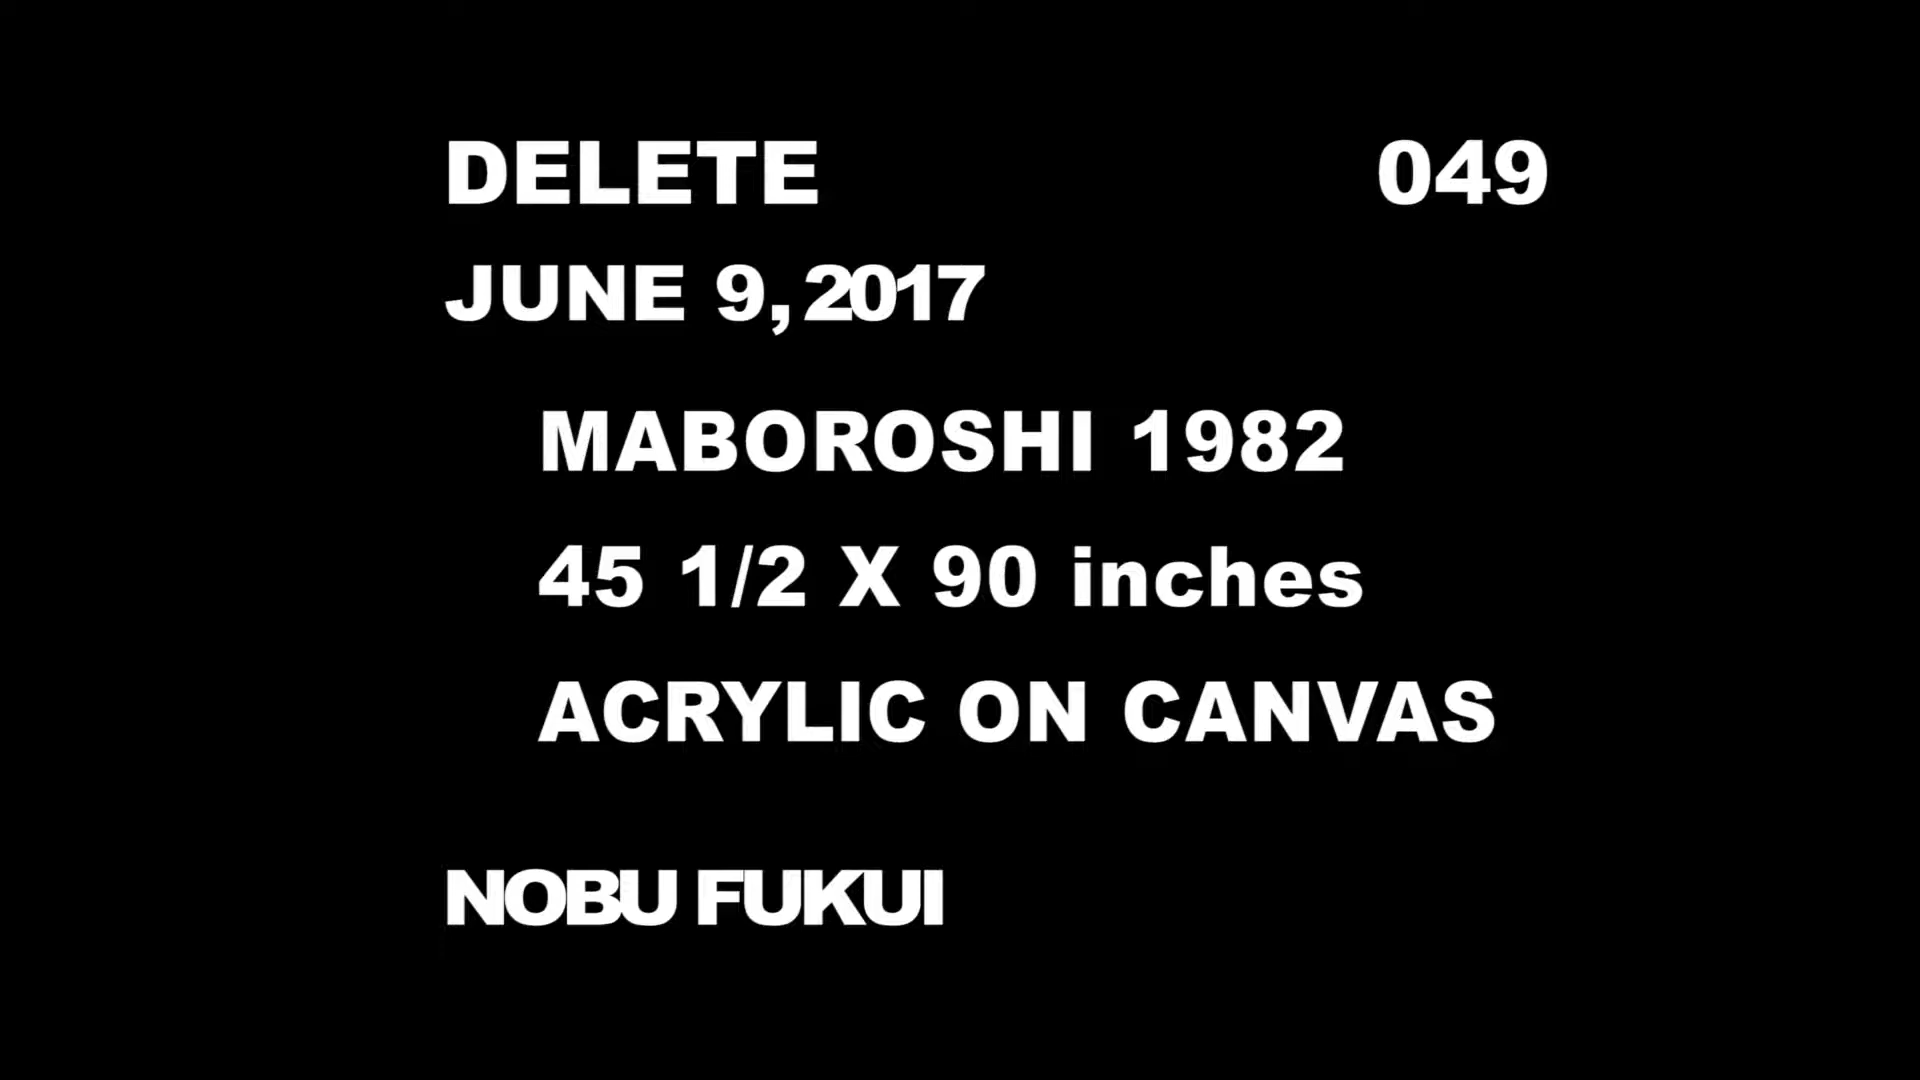 DELETE 049
JUNE 9, 2017
MABOROSHI 1982
45 1/2 X 90 inches
ACRYLIC ON CANVAS
NOBU FUKUI